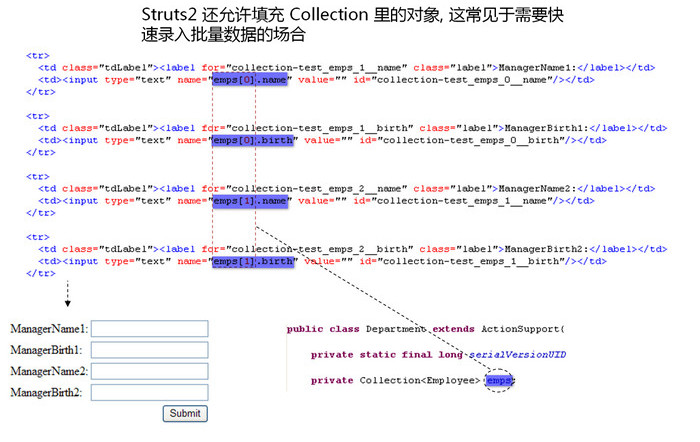 Struts2 还允许填充 Collection 里的对象, 这常见于需要快
速录入批量数据的场合
<tr>
<td class="tdLabel"><label for="collection-test_emps_1__name" class="label">ManagerName1:</label></td>
<td><input type="text" name="emps[0].name" value="" id="collection-test_emps_0__name"/></td>
</tr>
<tr>
<td class="tdLabel"><label for="collection-test_emps_1__birth" class="label">ManagerBirth1:</label></td>
<td><input type="text" name="emps[0].birth" value="" id="collection-test_emps_0__birth"/></td>
</tr>
<tr>
<td class="tdLabel"><label for="collection-test_emps_2__name" class="label">ManagerName2:</label></td>
<td><input type="text" name="emps[1].name" value="" id="collection-test_emps_1__name"/></td>
</tr>
<tr>
<td class="tdLabel"><label for="collection-test_emps_2__birth" class="label">ManagerBirth2:</label></td>
<td><input type="text" name="emps[1].birth" value="" id="collection-test_emps_1__birth"/></td>
</tr>
ManagerName1:
ManagerBirth1:
ManagerName2:
ManagerBirth2:
Submit
public class Department extends ActionSupport{
private static final long serialVersionUID
private Collection<Employee> emps;